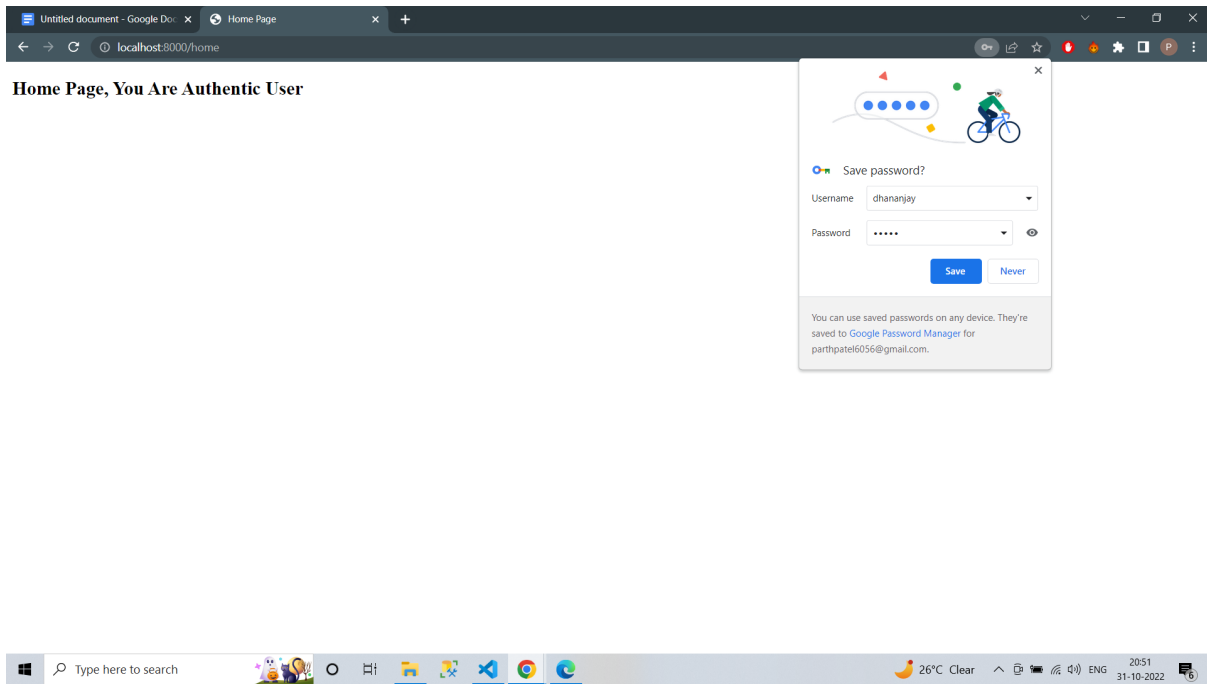 Untitled document - Google Doc
Home Page
localhost:8000/home
P
Home Page, You Are Authentic User
Save password?
Username dhananjay
Password •••••
Save Never
You can use saved passwords on any device. They're
saved to Google Password Manager for
parthpatel6056@gmail.com.
Type here to search
26°C Clear
ENG
20:51
31-10-2022
6